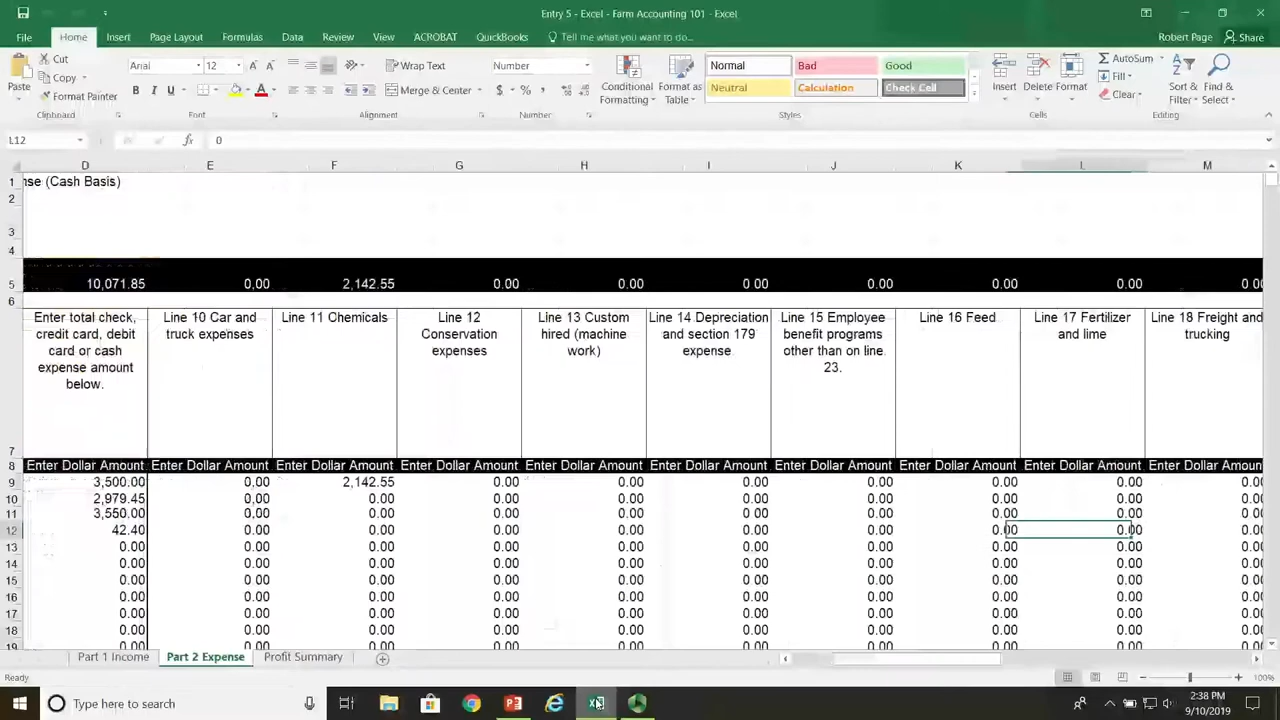 Entry 5 - Excel - Farm Accounting 101 - Excel
File Home Insert Page Layout Formulas Data Review View ACROBAT QuickBooks Tell me what you want to do... Robert Page Share
Cut Arial 12 Wrap Text Number Normal Bad Good AutoSum
Paste Copy Conditional Formatting Format as Table Insert Delete Format Fill Sort & Filter Find & Select
Format Painter B I U Merge & Center $ % Neutral Calculation Check Cell Clear
Clipboard Font Alignment Number Styles Cells Editing
L12 fx 0
D E F G H I J K L M
1 nse (Cash Basis)
2
3
4
5 10,071.85 0.00 2,142.55 0.00 0.00 0.00 0.00 0.00 0.00 0.00
6
Enter total check, Line 10 Car and Line 11 Chemicals Line 12 Line 13 Custom Line 14 Depreciation Line 15 Employee Line 16 Feed Line 17 Fertilizer Line 18 Freight and
credit card, debit truck expenses Conservation hired (machine and section 179 benefit programs and lime trucking
card or cash expenses work) expense other than on line
expense amount 23.
below.
7
8 Enter Dollar Amount Enter Dollar Amount Enter Dollar Amount Enter Dollar Amount Enter Dollar Amount Enter Dollar Amount Enter Dollar Amount Enter Dollar Amount Enter Dollar Amount Enter Dollar Amount
9 3,500.00 0.00 2,142.55 0.00 0.00 0.00 0.00 0.00 0.00 0.00
10 2,979.45 0.00 0.00 0.00 0.00 0.00 0.00 0.00 0.00 0.00
11 3,550.00 0.00 0.00 0.00 0.00 0.00 0.00 0.00 0.00 0.00
12 42.40 0.00 0.00 0.00 0.00 0.00 0.00 0.00 0.00 0.00
13 0.00 0.00 0.00 0.00 0.00 0.00 0.00 0.00 0.00 0.00
14 0.00 0.00 0.00 0.00 0.00 0.00 0.00 0.00 0.00 0.00
15 0.00 0.00 0.00 0.00 0.00 0.00 0.00 0.00 0.00 0.00
16 0.00 0.00 0.00 0.00 0.00 0.00 0.00 0.00 0.00 0.00
17 0.00 0.00 0.00 0.00 0.00 0.00 0.00 0.00 0.00 0.00
18 0.00 0.00 0.00 0.00 0.00 0.00 0.00 0.00 0.00 0.00
19 0.00 0.00 0.00 0.00 0.00 0.00 0.00 0.00 0.00 0.00
Part 1 Income Part 2 Expense Profit Summary
Ready 100%
Type here to search 2:38 PM
9/10/2019